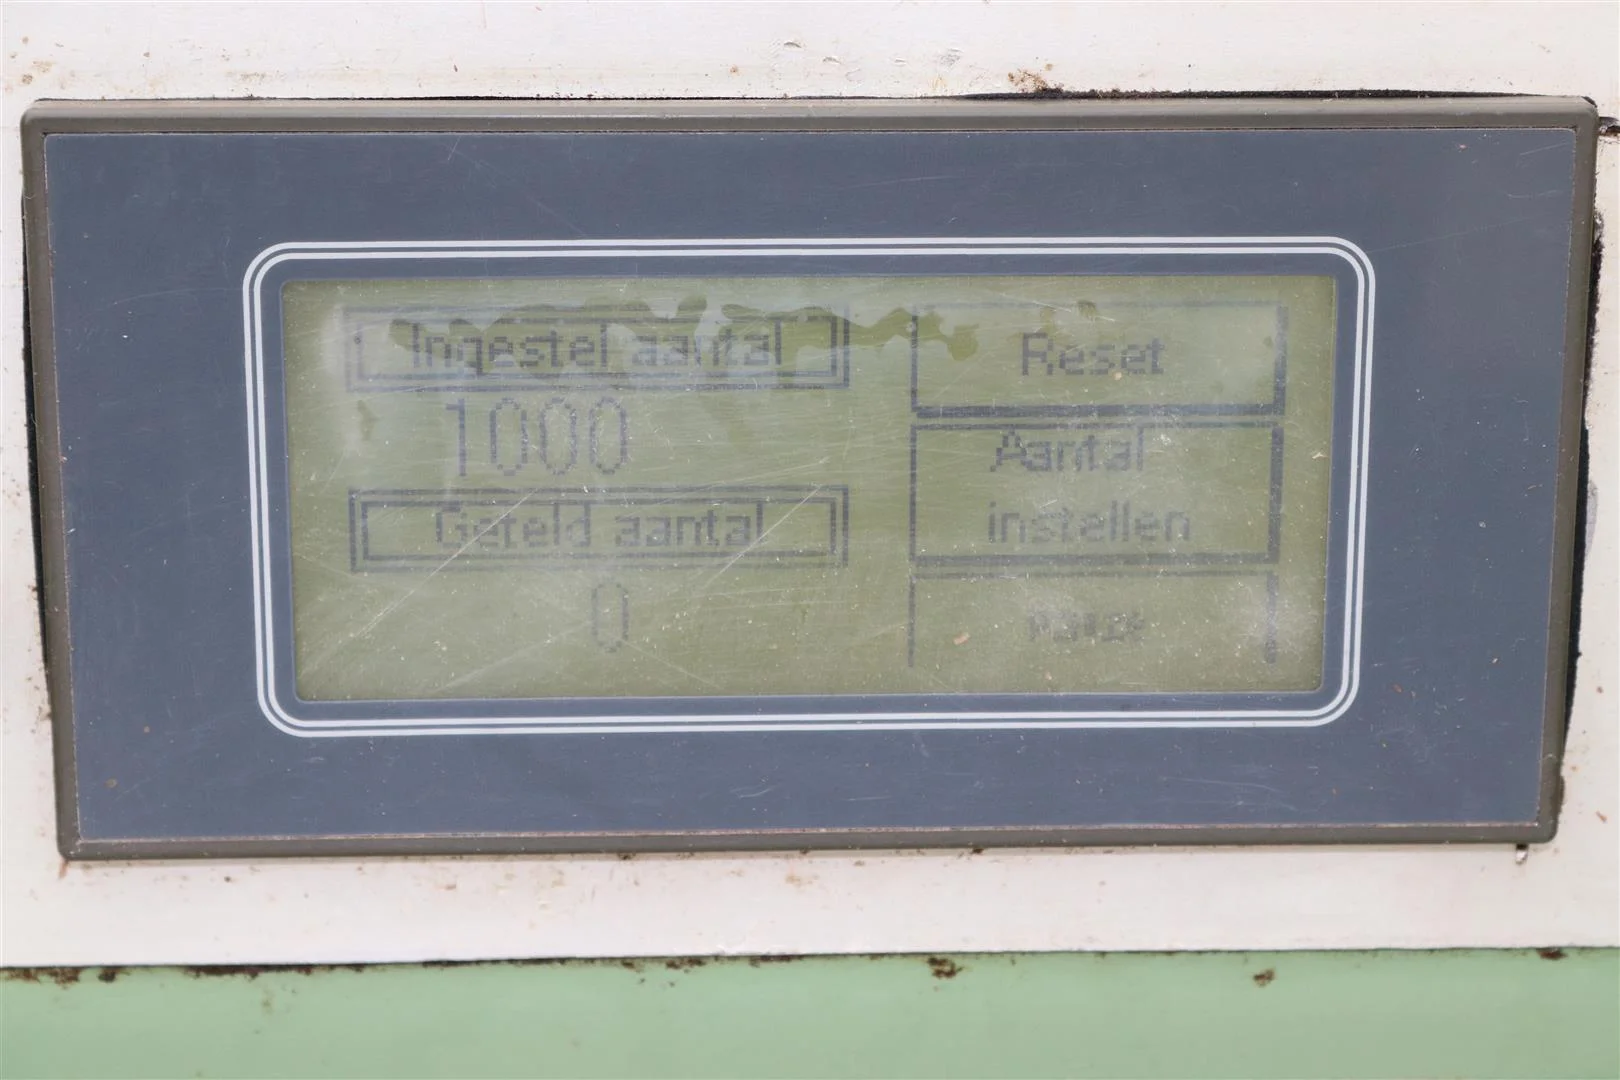 Ingestel aantal
1000
Geteld aantal
0
Reset
Aantal
instellen